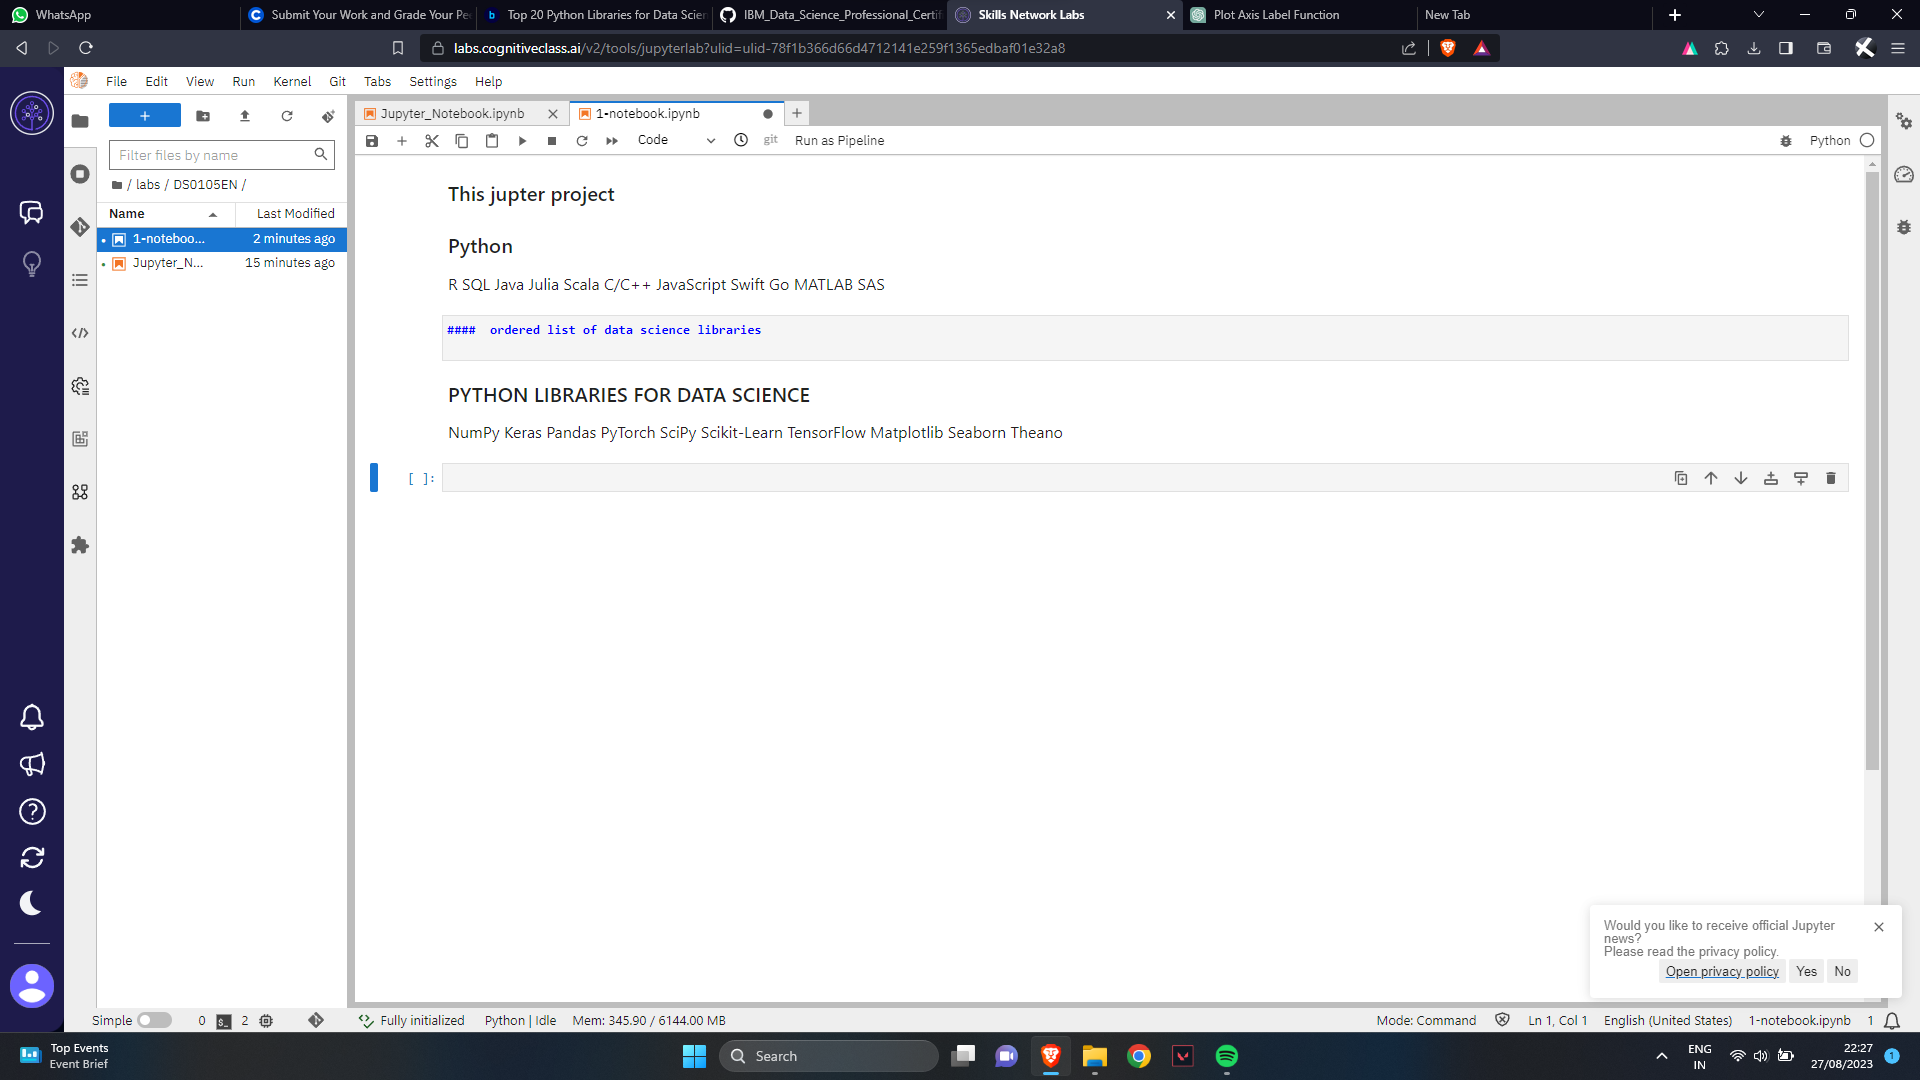 WhatsApp
Submit Your Work and Grade Your Pe
Top 20 Python Libraries for Data Scien
IBM_Data_Science_Professional_Certif
Skills Network Labs
Plot Axis Label Function
New Tab
labs.cognitiveclass.ai/v2/tools/jupyterlab?ulid=ulid-78f1b366d66d4712141e259f1365edbaf01e32a8
File Edit View Run Kernel Git Tabs Settings Help
Jupyter_Notebook.ipynb
1-notebook.ipynb
Code
git
Run as Pipeline
Python
Filter files by name
/ labs / DS0105EN /
Name
Last Modified
1-noteboo...
2 minutes ago
Jupyter_N...
15 minutes ago
This jupter project
Python
R SQL Java Julia Scala C/C++ JavaScript Swift Go MATLAB SAS
#### ordered list of data science libraries
PYTHON LIBRARIES FOR DATA SCIENCE
NumPy Keras Pandas PyTorch SciPy Scikit-Learn TensorFlow Matplotlib Seaborn Theano
[ ]:
Would you like to receive official Jupyter
news?
Please read the privacy policy.
Open privacy policy
Yes
No
Simple
0
2
Fully initialized
Python | Idle
Mem: 345.90 / 6144.00 MB
Mode: Command
Ln 1, Col 1
English (United States)
1-notebook.ipynb
1
Top Events
Event Brief
Search
ENG
IN
22:27
27/08/2023
1